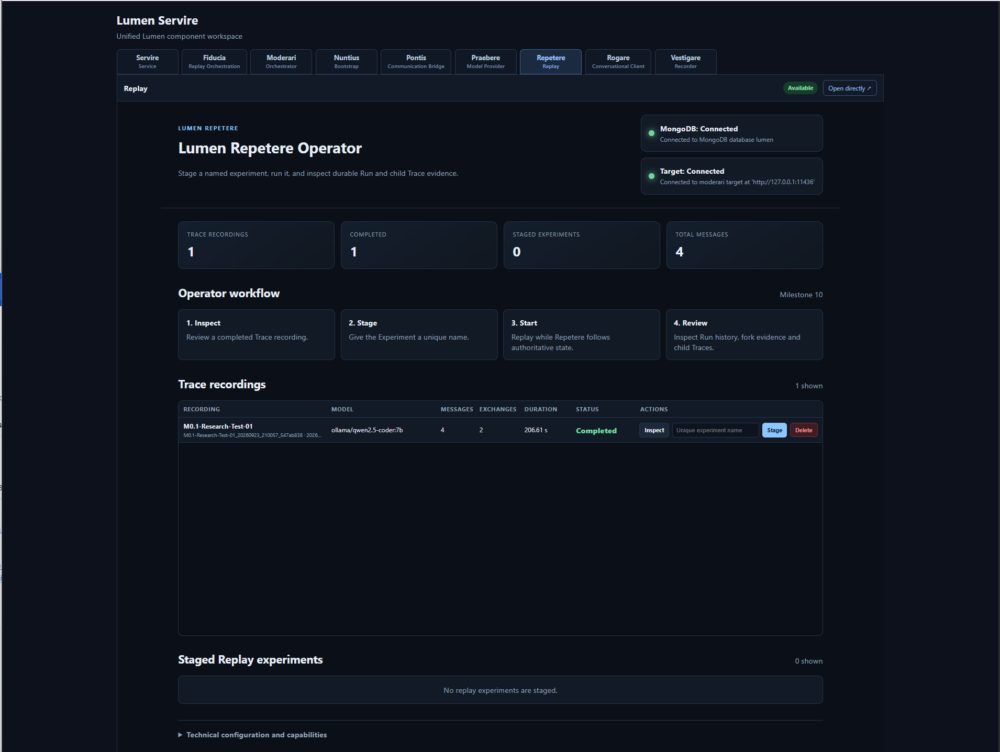 Lumen Servire
Unified Lumen component workspace
Servire
Service
Fiducia
Replay Orchestration
Moderari
Orchestrator
Nuntius
Bootstrap
Pontis
Communication Bridge
Praebere
Model Provider
Repetere
Replay
Rogare
Conversational Client
Vestigare
Recorder
Replay
Available
Open directly ↗
LUMEN REPETERE
Lumen Repetere Operator
Stage a named experiment, run it, and inspect durable Run and child Trace evidence.
MongoDB: Connected
Connected to MongoDB database lumen
Target: Connected
Connected to moderari target at 'http://127.0.0.1:11436'
TRACE RECORDINGS
1
COMPLETED
1
STAGED EXPERIMENTS
0
TOTAL MESSAGES
4
Operator workflow
Milestone 10
1. Inspect
Review a completed Trace recording.
2. Stage
Give the Experiment a unique name.
3. Start
Replay while Repetere follows
authoritative state.
4. Review
Inspect Run history, fork evidence and
child Traces.
Trace recordings
1 shown
RECORDING MODEL MESSAGES EXCHANGES DURATION STATUS ACTIONS
M0.1-Research-Test-01
M0.1-Research-Test-01_20260923_210057_547ab838 · 2026...
ollama/qwen2.5-coder:7b 4 2 206.61 s Completed Inspect Unique experiment name Stage Delete
Staged Replay experiments
0 shown
No replay experiments are staged.
▶ Technical configuration and capabilities